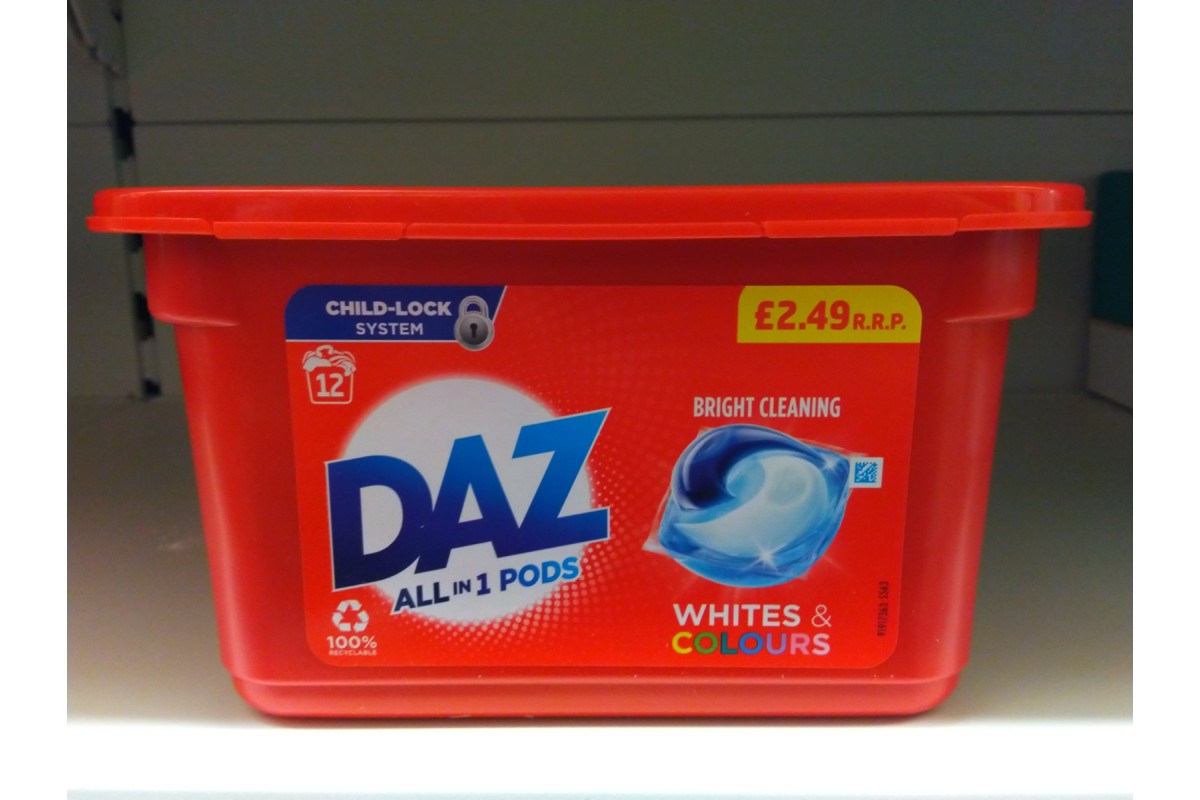 CHILD-LOCK
SYSTEM
£2.49 R.R.P.
12
BRIGHT CLEANING
DAZ
ALL IN 1 PODS
WHITES &
COLOURS
100%
RECYCLABLE